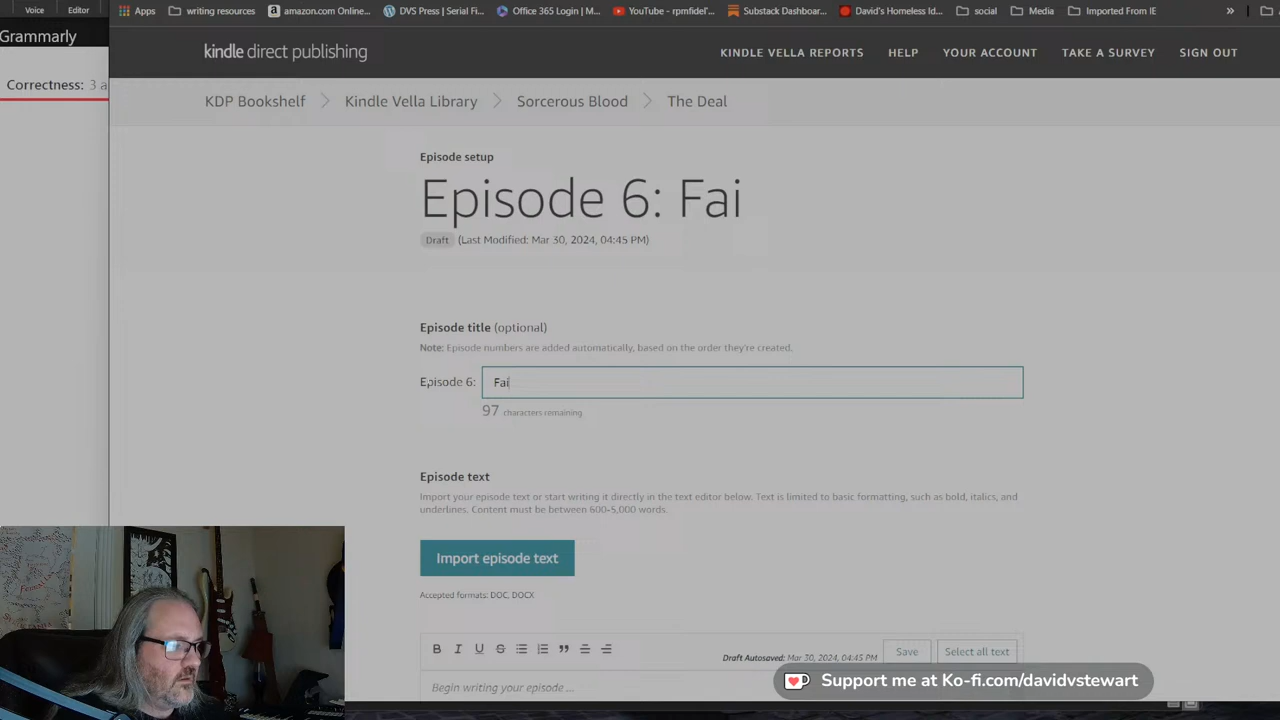 Voice
Editor
Apps
writing resources
amazon.com Online...
DVS Press | Serial Fi...
Office 365 Login | M...
YouTube - rpmfidel'...
Substack Dashboar...
David's Homeless Id...
social
Media
Imported From IE
»
Grammarly
Correctness: 3 a
kindle direct publishing
KINDLE VELLA REPORTS
HELP
YOUR ACCOUNT
TAKE A SURVEY
SIGN OUT
KDP Bookshelf
Kindle Vella Library
Sorcerous Blood
The Deal
Episode setup
Episode 6: Fai
Draft (Last Modified: Mar 30, 2024, 04:45 PM)
Episode title (optional)
Note: Episode numbers are added automatically, based on the order they're created.
Episode 6: Fai
97 characters remaining.
Episode text
Import your episode text or start writing it directly in the text editor below. Text is limited to basic formatting, such as bold, italics, and
underlines. Content must be between 600-5,000 words.
Import episode text
Accepted formats: DOC, DOCX
B I U S
Draft Autosaved: Mar 30, 2024, 04:45 PM
Save
Select all text
Begin writing your episode ...
Support me at Ko-fi.com/davidvstewart